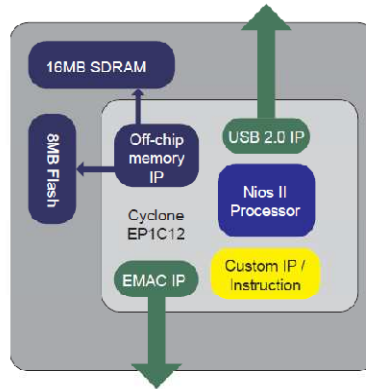 16MB SDRAM
8MB Flash
Off-chip
memory
IP
USB 2.0 IP
Nios II
Processor
Cyclone
EP1C12
EMAC IP
Custom IP /
Instruction